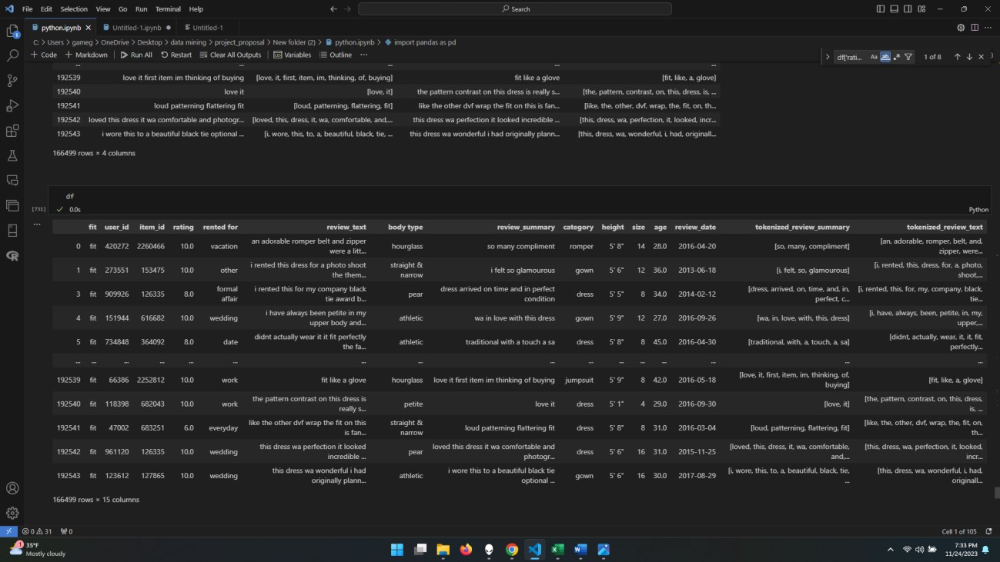 File Edit Selection View Go Run Terminal Help
Search
python.ipynb Untitled-1.ipynb Untitled-1
C: > Users > gameg > OneDrive > Desktop > data mining > project_proposal > New folder (2) > python.ipynb > import pandas as pd
+ Code + Markdown Run All Restart Clear All Outputs Variables Outline ...
df['rati... Aa ab .* 1 of 8
... ... ... ... ...
192539 love it first item im thinking of buying [love, it, first, item, im, thinking, of, buying] fit like a glove [fit, like, a, glove]
192540 love it [love, it] the pattern contrast on this dress is really s... [the, pattern, contrast, on, this, dress, is, ...
192541 loud patterning flattering fit [loud, patterning, flattering, fit] like the other dvf wrap the fit on this is fan... [like, the, other, dvf, wrap, the, fit, on, th...
192542 loved this dress it wa comfortable and photogr... [loved, this, dress, it, wa, comfortable, and,... this dress wa perfection it looked incredible ... [this, dress, wa, perfection, it, looked, incr...
192543 i wore this to a beautiful black tie optional ... [i, wore, this, to, a, beautiful, black, tie, ... this dress wa wonderful i had originally plann... [this, dress, wa, wonderful, i, had, originall...
166499 rows × 4 columns
df
[731] 0.0s Python
fit user_id item_id rating rented for review_text body type review_summary category height size age review_date tokenized_review_summary tokenized_review_text
0 fit 420272 2260466 10.0 vacation an adorable romper belt and zipper were a litt... hourglass so many compliment romper 5' 8" 14 28.0 2016-04-20 [so, many, compliment] [an, adorable, romper, belt, and, zipper, were...
1 fit 273551 153475 10.0 other i rented this dress for a photo shoot the them... straight & narrow i felt so glamourous gown 5' 6" 12 36.0 2013-06-18 [i, felt, so, glamourous] [i, rented, this, dress, for, a, photo, shoot,...
3 fit 909926 126335 8.0 formal affair i rented this for my company black tie award b... pear dress arrived on time and in perfect condition dress 5' 5" 8 34.0 2014-02-12 [dress, arrived, on, time, and, in, perfect, c... [i, rented, this, for, my, company, black, tie...
4 fit 151944 616682 10.0 wedding i have always been petite in my upper body and... athletic wa in love with this dress gown 5' 9" 12 27.0 2016-09-26 [wa, in, love, with, this, dress] [i, have, always, been, petite, in, my, upper,...
5 fit 734848 364092 8.0 date didnt actually wear it it fit perfectly the fa... athletic traditional with a touch a sa dress 5' 8" 8 45.0 2016-04-30 [traditional, with, a, touch, a, sa] [didnt, actually, wear, it, it, fit, perfectly...
... ... ... ... ... ... ... ... ... ... ... ... ... ... ... ...
192539 fit 66386 2252812 10.0 work fit like a glove hourglass love it first item im thinking of buying jumpsuit 5' 9" 8 42.0 2016-05-18 [love, it, first, item, im, thinking, of, buying] [fit, like, a, glove]
192540 fit 118398 682043 10.0 work the pattern contrast on this dress is really s... petite love it dress 5' 1" 4 29.0 2016-09-30 [love, it] [the, pattern, contrast, on, this, dress, is, ...
192541 fit 47002 683251 6.0 everyday like the other dvf wrap the fit on this is fan... straight & narrow loud patterning flattering fit dress 5' 8" 8 31.0 2016-03-04 [loud, patterning, flattering, fit] [like, the, other, dvf, wrap, the, fit, on, th...
192542 fit 961120 126335 10.0 wedding this dress wa perfection it looked incredible ... pear loved this dress it wa comfortable and photogr... dress 5' 6" 16 31.0 2015-11-25 [loved, this, dress, it, wa, comfortable, and,... [this, dress, wa, perfection, it, looked, incr...
192543 fit 123612 127865 10.0 wedding this dress wa wonderful i had originally plann... athletic i wore this to a beautiful black tie optional ... gown 5' 6" 16 30.0 2017-08-29 [i, wore, this, to, a, beautiful, black, tie, ... [this, dress, wa, wonderful, i, had, originall...
166499 rows × 15 columns
0 31 0 Cell 1 of 105
35°F
Mostly cloudy
7:33 PM
11/24/2023